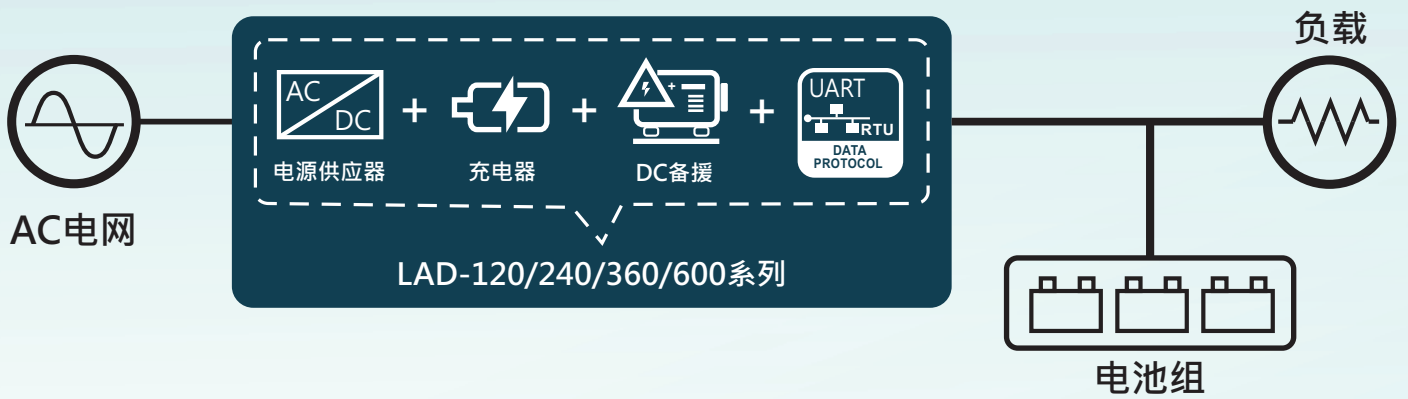 负载
AC
DC
+
+
+
UART
RTU
DATA
PROTOCOL
电源供应器
充电器
DC备援
AC电网
LAD-120/240/360/600系列
电池组